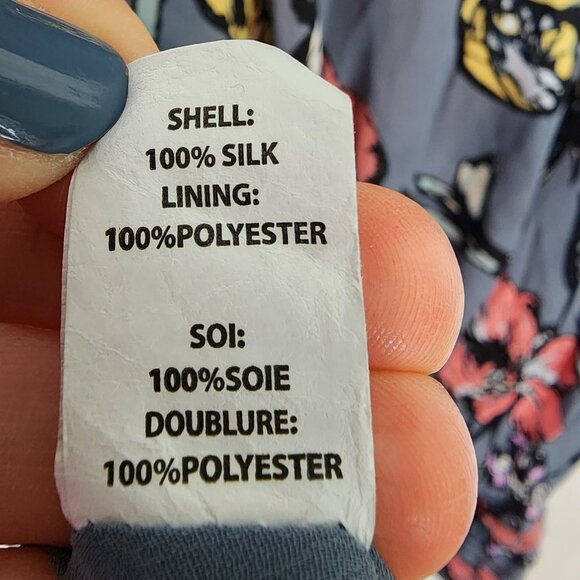 SHELL:
100% SILK
LINING:
100%POLYESTER
SOI:
100%SOIE
DOUBLURE:
100%POLYESTER